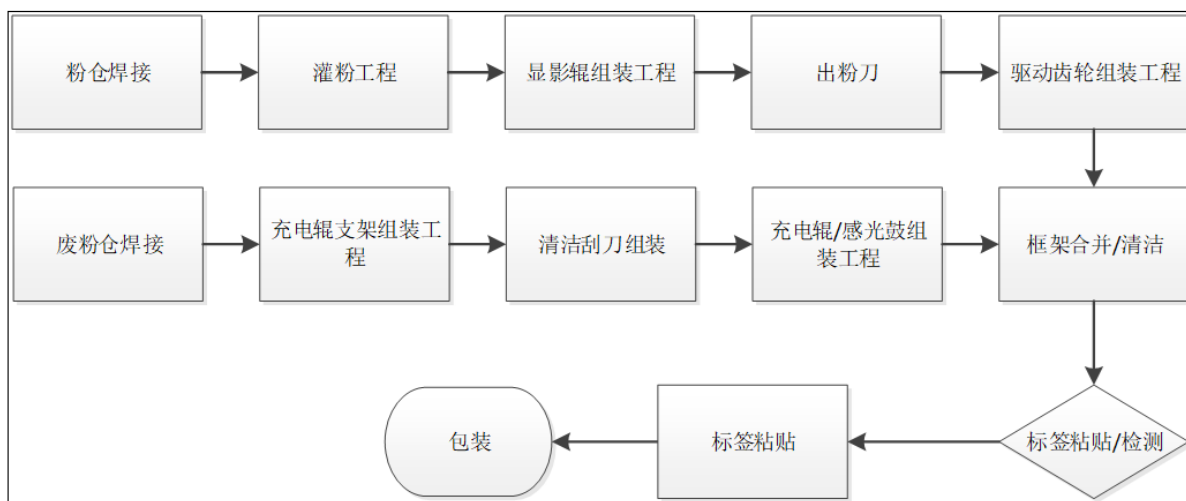 粉仓焊接
灌粉工程
显影辊组装工程
出粉刀
驱动齿轮组装工程
废粉仓焊接
充电辊支架组装工
程
清洁刮刀组装
充电辊/感光鼓组
装工程
框架合并/清洁
包装
标签粘贴
标签粘贴/检测